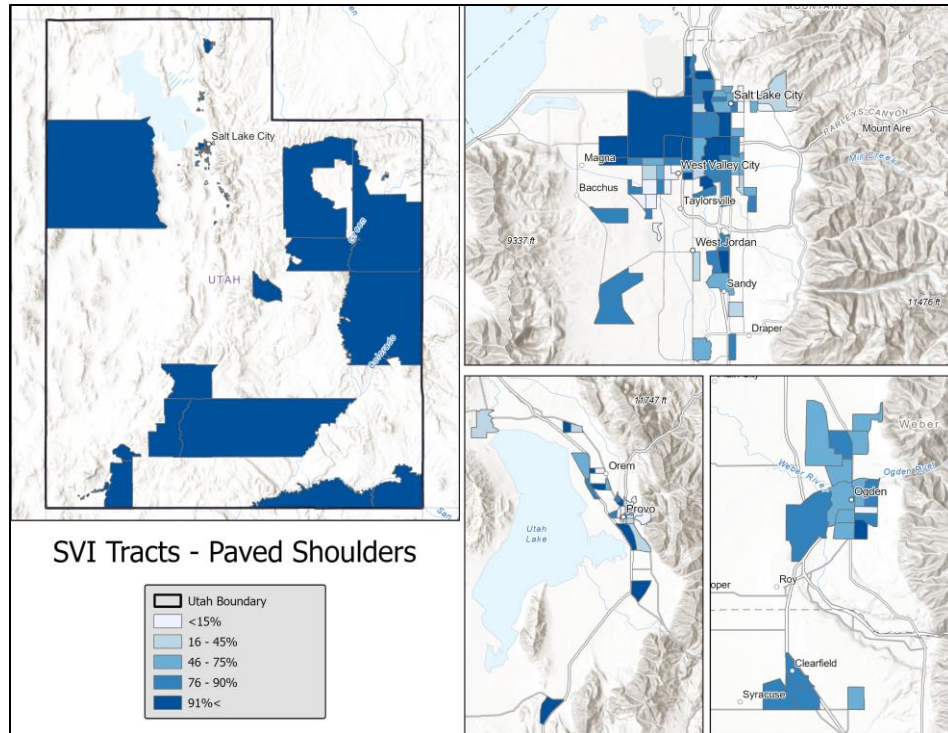 Salt Lake City
Green
UTAH
Colorado
San
SVI Tracts - Paved Shoulders
Utah Boundary
<15%
16 - 45%
46 - 75%
76 - 90%
91%<
MOUNTAINS
Salt Lake City
PARLEYS CANYON
Mount Aire
Mill Creek
Magna
West Valley City
Bacchus
Taylorsville
9337 ft
West Jordan
Sandy
11476 ft
Draper
11747 ft
Orem
Provo
Utah
Lake
Weber
Weber River
Ogden River
Ogden
Roy
ooper
Clearfield
Syracuse